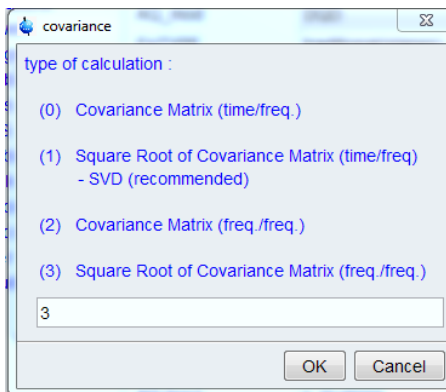 covariance
type of calculation :
(0) Covariance Matrix (time/freq.)
(1) Square Root of Covariance Matrix (time/freq)
- SVD (recommended)
(2) Covariance Matrix (freq./freq.)
(3) Square Root of Covariance Matrix (freq./freq.)
3
OK Cancel